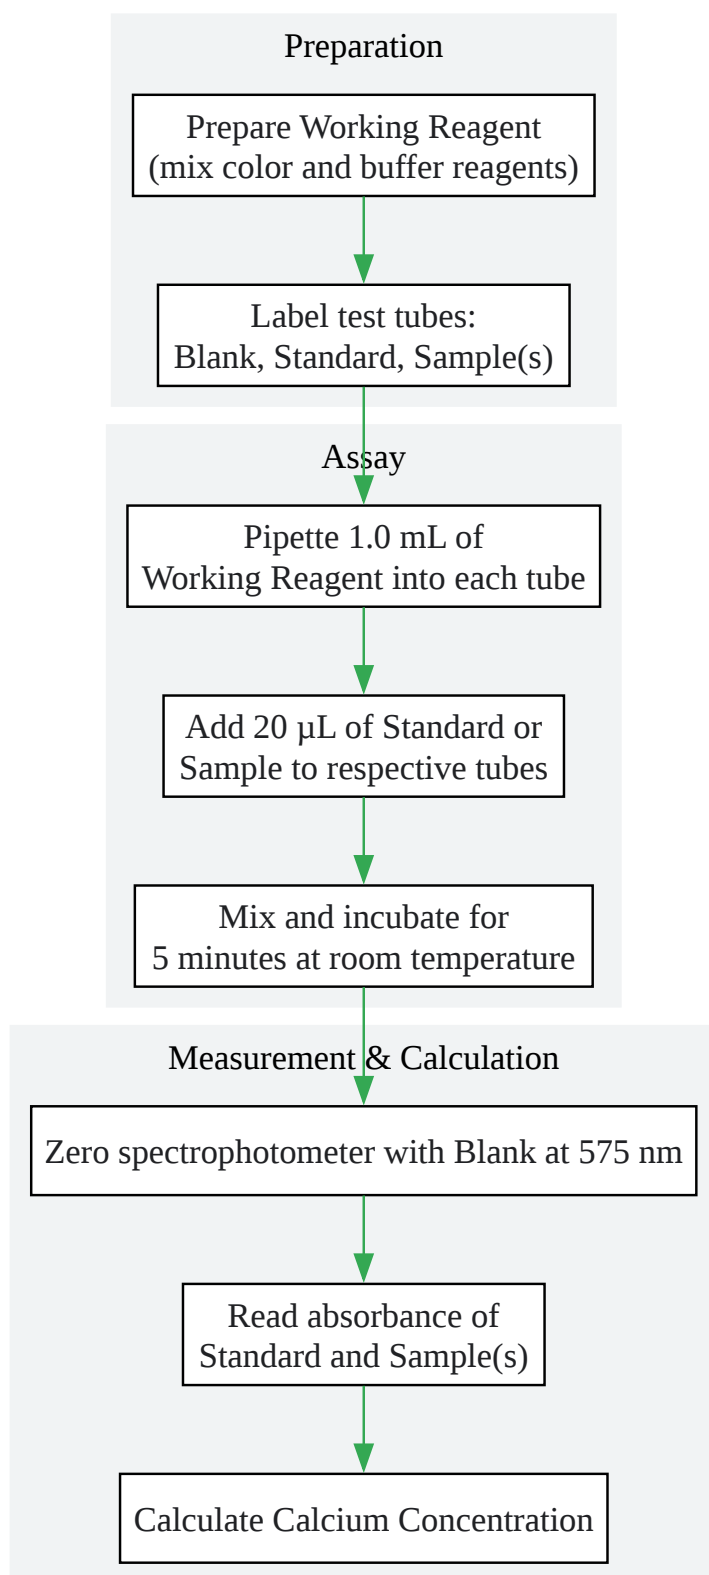 Preparation
Prepare Working Reagent
(mix color and buffer reagents)
Label test tubes:
Blank, Standard, Sample(s)
Assay
Pipette 1.0 mL of
Working Reagent into each tube
Add 20 µL of Standard or
Sample to respective tubes
Mix and incubate for
5 minutes at room temperature
Measurement & Calculation
Zero spectrophotometer with Blank at 575 nm
Read absorbance of
Standard and Sample(s)
Calculate Calcium Concentration